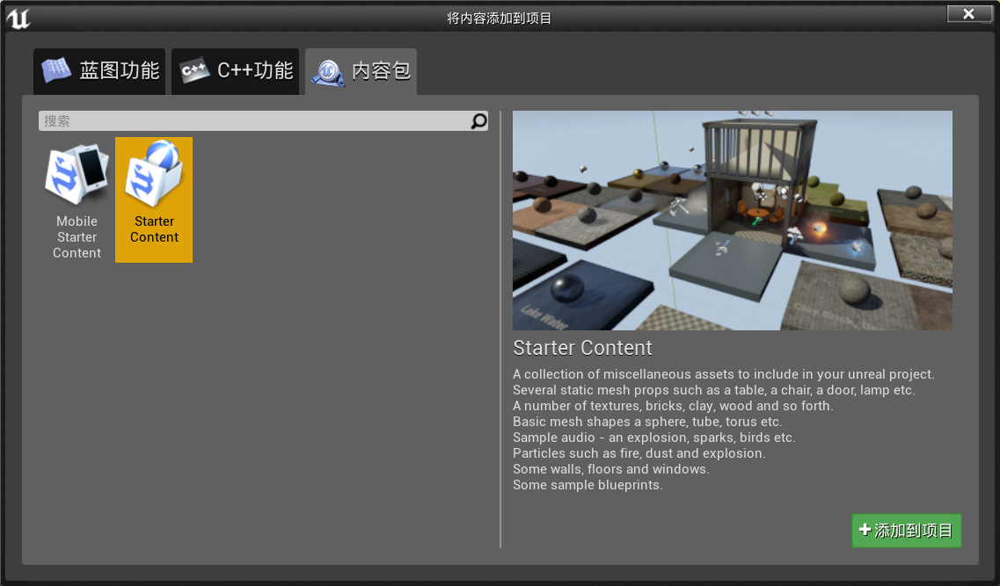 将内容添加到项目
蓝图功能
C++
C++功能
内容包
搜索
Mobile
Starter
Content
Starter
Content
Lake Water
Clay Brick,
Starter Content
A collection of miscellaneous assets to include in your unreal project.
Several static mesh props such as a table, a chair, a door, lamp etc.
A number of textures, bricks, clay, wood and so forth.
Basic mesh shapes a sphere, tube, torus etc.
Sample audio - an explosion, sparks, birds etc.
Particles such as fire, dust and explosion.
Some walls, floors and windows.
Some sample blueprints.
添加到项目